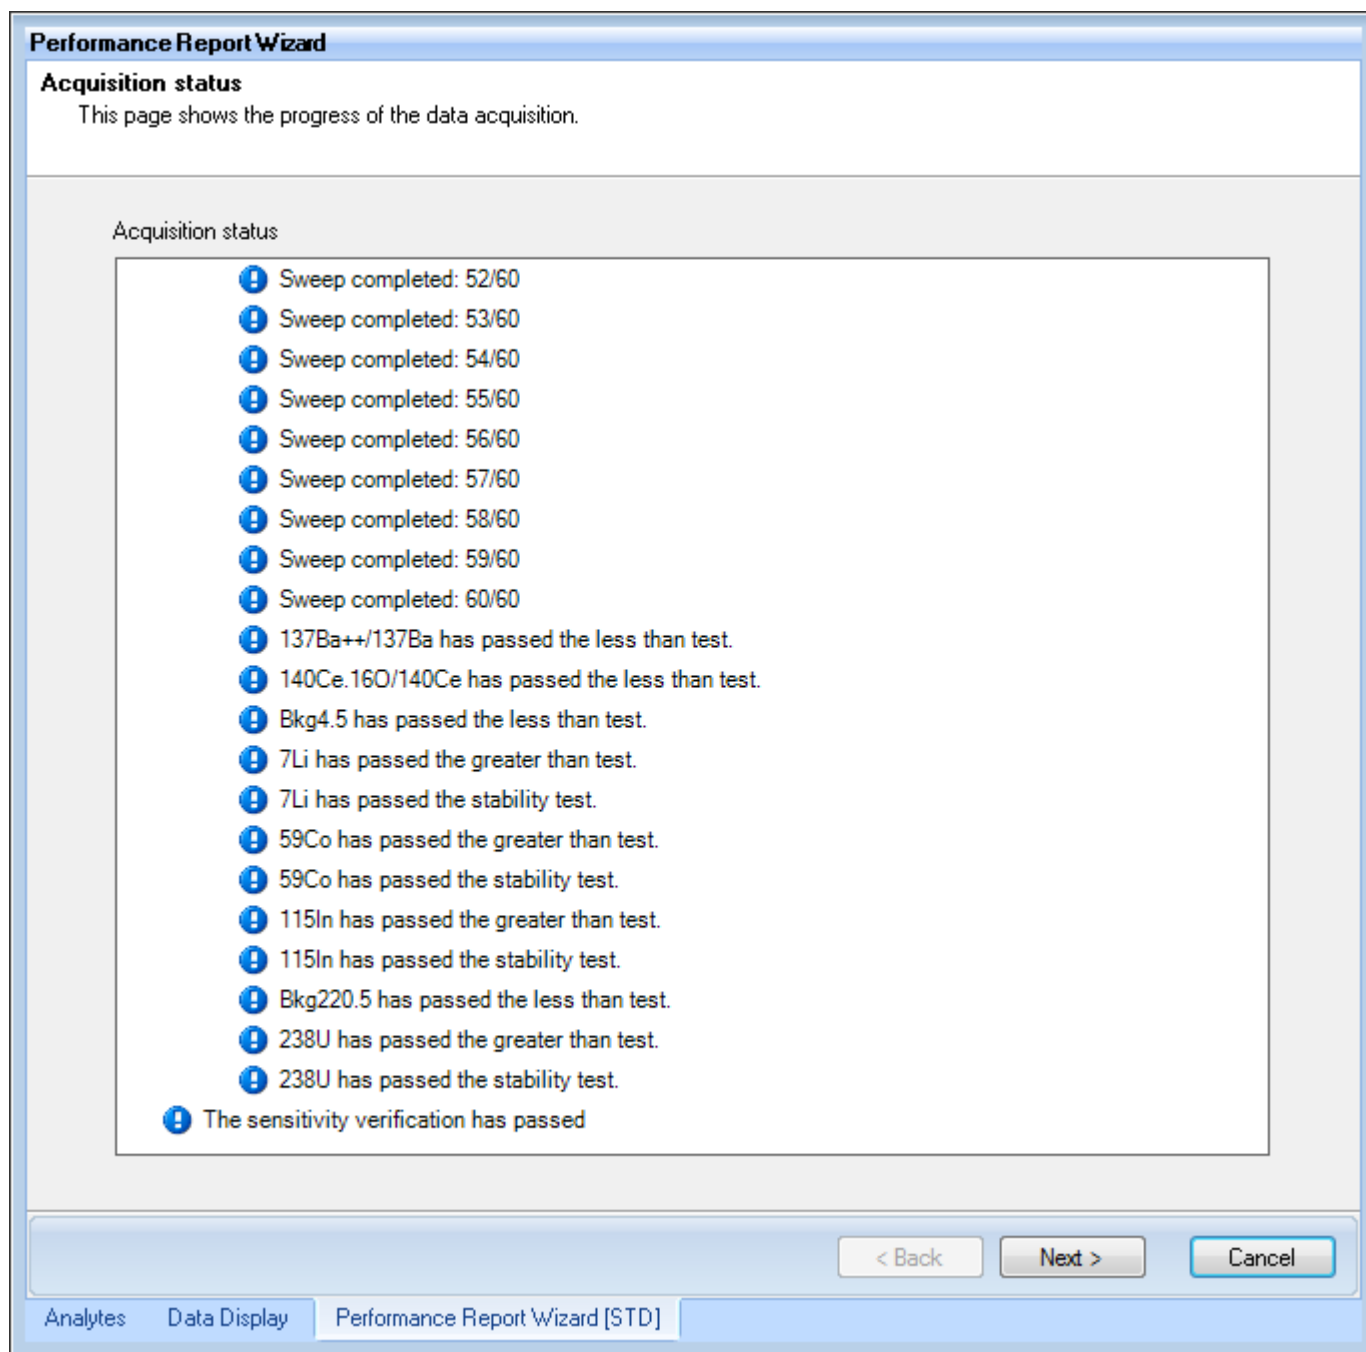 Performance Report Wizard
Acquisition status
This page shows the progress of the data acquisition.
Acquisition status
Sweep completed: 52/60
Sweep completed: 53/60
Sweep completed: 54/60
Sweep completed: 55/60
Sweep completed: 56/60
Sweep completed: 57/60
Sweep completed: 58/60
Sweep completed: 59/60
Sweep completed: 60/60
137Ba++/137Ba has passed the less than test.
140Ce.16O/140Ce has passed the less than test.
Bkg4.5 has passed the less than test.
7Li has passed the greater than test.
7Li has passed the stability test.
59Co has passed the greater than test.
59Co has passed the stability test.
115In has passed the greater than test.
115In has passed the stability test.
Bkg220.5 has passed the less than test.
238U has passed the greater than test.
238U has passed the stability test.
The sensitivity verification has passed
< Back Next > Cancel
Analytes Data Display Performance Report Wizard [STD]